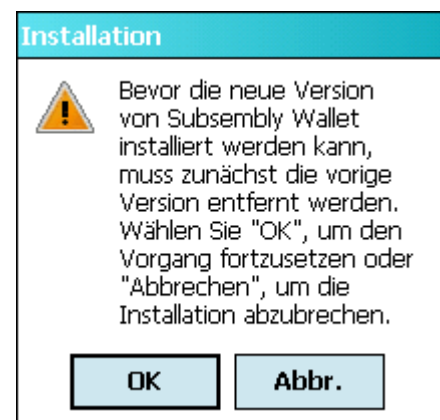 Installation
Bevor die neue Version
von Subsembly Wallet
installiert werden kann,
muss zunächst die vorige
Version entfernt werden.
Wählen Sie "OK", um den
Vorgang fortzusetzen oder
"Abbrechen", um die
Installation abzubrechen.
OK Abbr.